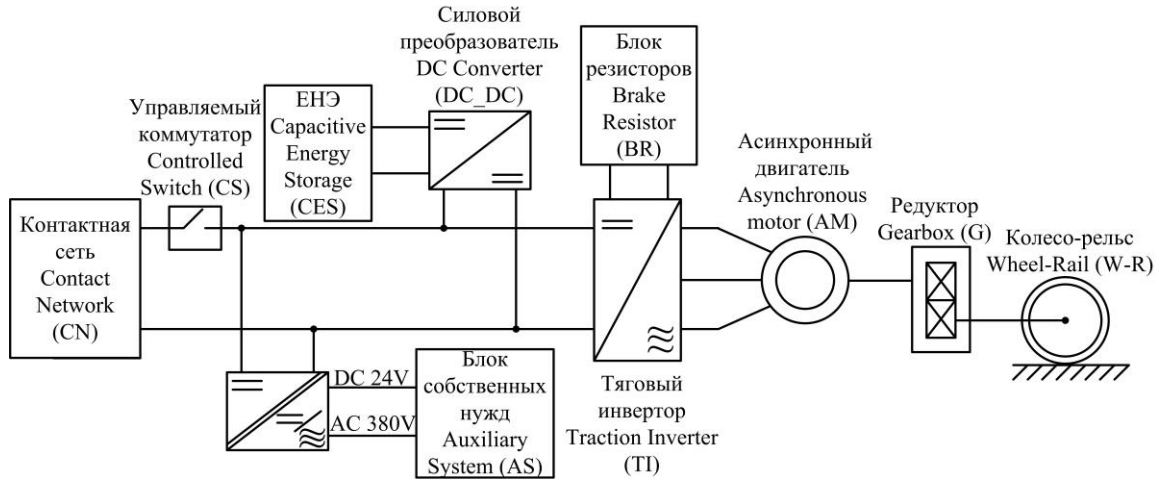 Силовой
преобразователь
DC Converter
(DC_DC)
Блок
резисторов
Brake
Resistor
(BR)
ЕНЭ
Capacitive
Energy
Storage
(CES)
Управляемый
коммутатор
Controlled
Switch (CS)
Асинхронный
двигатель
Asynchronous
motor (AM)
Редуктор
Gearbox (G)
Колесо-рельс
Wheel-Rail (W-R)
Контактная
сеть
Contact
Network
(CN)
DC 24V
AC 380V
Блок
собственных
нужд
Auxiliary
System (AS)
Тяговый
инвертор
Traction Inverter
(TI)